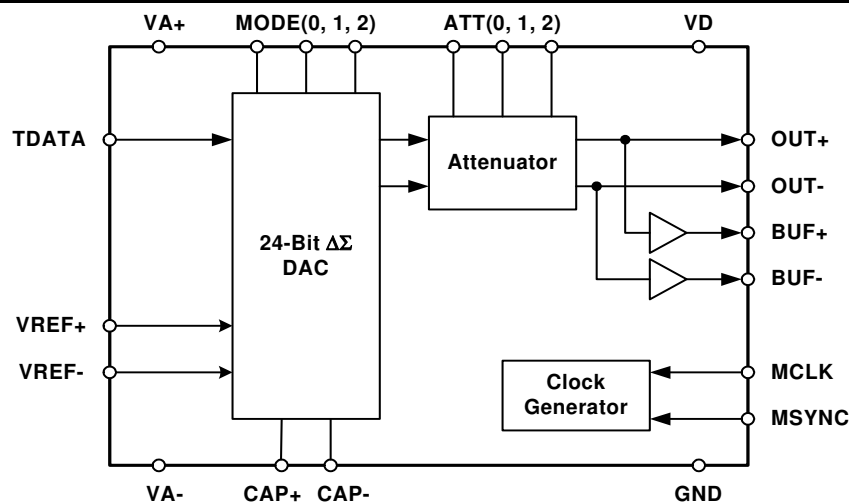 VA+ MODE(0, 1, 2) ATT(0, 1, 2) VD
TDATA
OUT+
Attenuator
OUT-
24-Bit ΔΣ
DAC
BUF+
BUF-
VREF+
VREF-
Clock
Generator
MCLK
MSYNC
VA- CAP+ CAP- GND